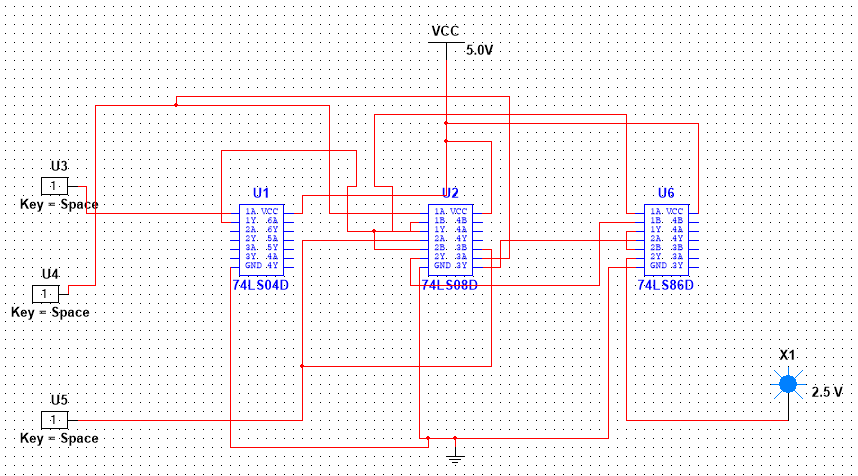 VCC
5.0V
U3
1
Key = Space
U4
1
Key = Space
U5
1
Key = Space
U1
1A VCC
1Y 6A
2A 6Y
2Y 5A
3A 5Y
3Y 4A
GND 4Y
74LS04D
U2
1A VCC
1B 4B
1Y 4A
2A 4Y
2B 3B
2Y 3A
GND 3Y
74LS08D
U6
1A VCC
1B 4B
1Y 4A
2A 4Y
2B 3B
2Y 3A
GND 3Y
74LS86D
X1
2.5 V